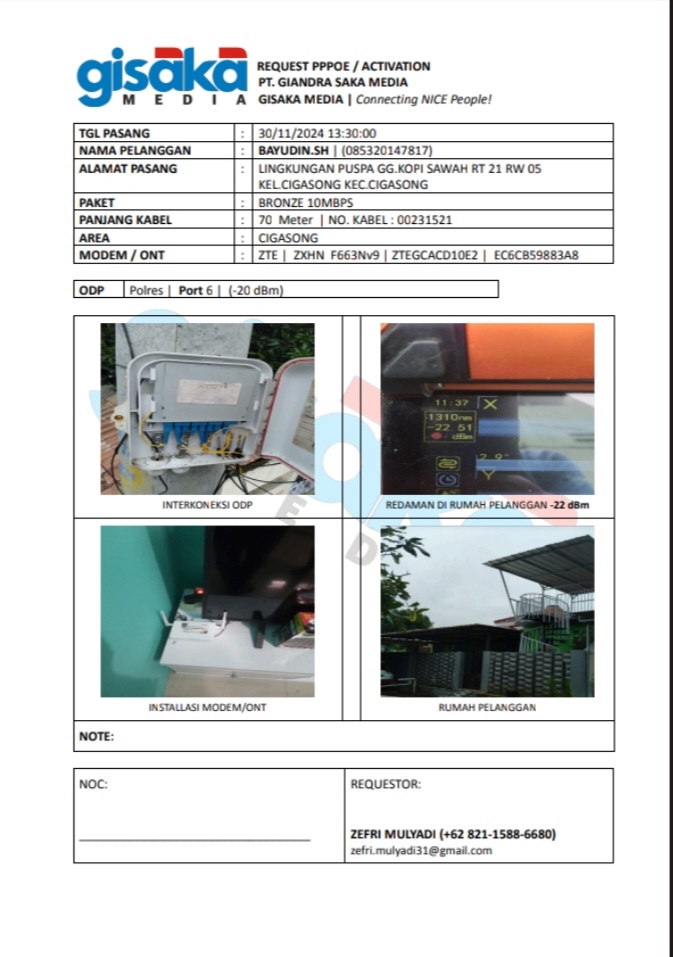 gisaka
MEDIA
REQUEST PPPOE / ACTIVATION
PT. GIANDRA SAKA MEDIA
GISAKA MEDIA | Connecting NICE People!
TGL PASANG : 30/11/2024 13:30:00
NAMA PELANGGAN : BAYUDIN.SH | (085320147817)
ALAMAT PASANG : LINGKUNGAN PUSPA GG.KOPI SAWAH RT 21 RW 05
KEL.CIGASONG KEC.CIGASONG
PAKET : BRONZE 10MBPS
PANJANG KABEL : 70 Meter | NO. KABEL : 00231521
AREA : CIGASONG
MODEM / ONT : ZTE | ZXHN F663Nv9 | ZTEGCACD10E2 | EC6CB59883A8
ODP Polres | Port 6 | (-20 dBm)
11:37 X
1310nm
-22.51
dBm
2.9"
Y
INTERKONEKSI ODP
REDAMAN DI RUMAH PELANGGAN -22 dBm
INSTALLASI MODEM/ONT
RUMAH PELANGGAN
NOTE:
NOC:
REQUESTOR:
ZEFRI MULYADI (+62 821-1588-6680)
zefri.mulyadi31@gmail.com